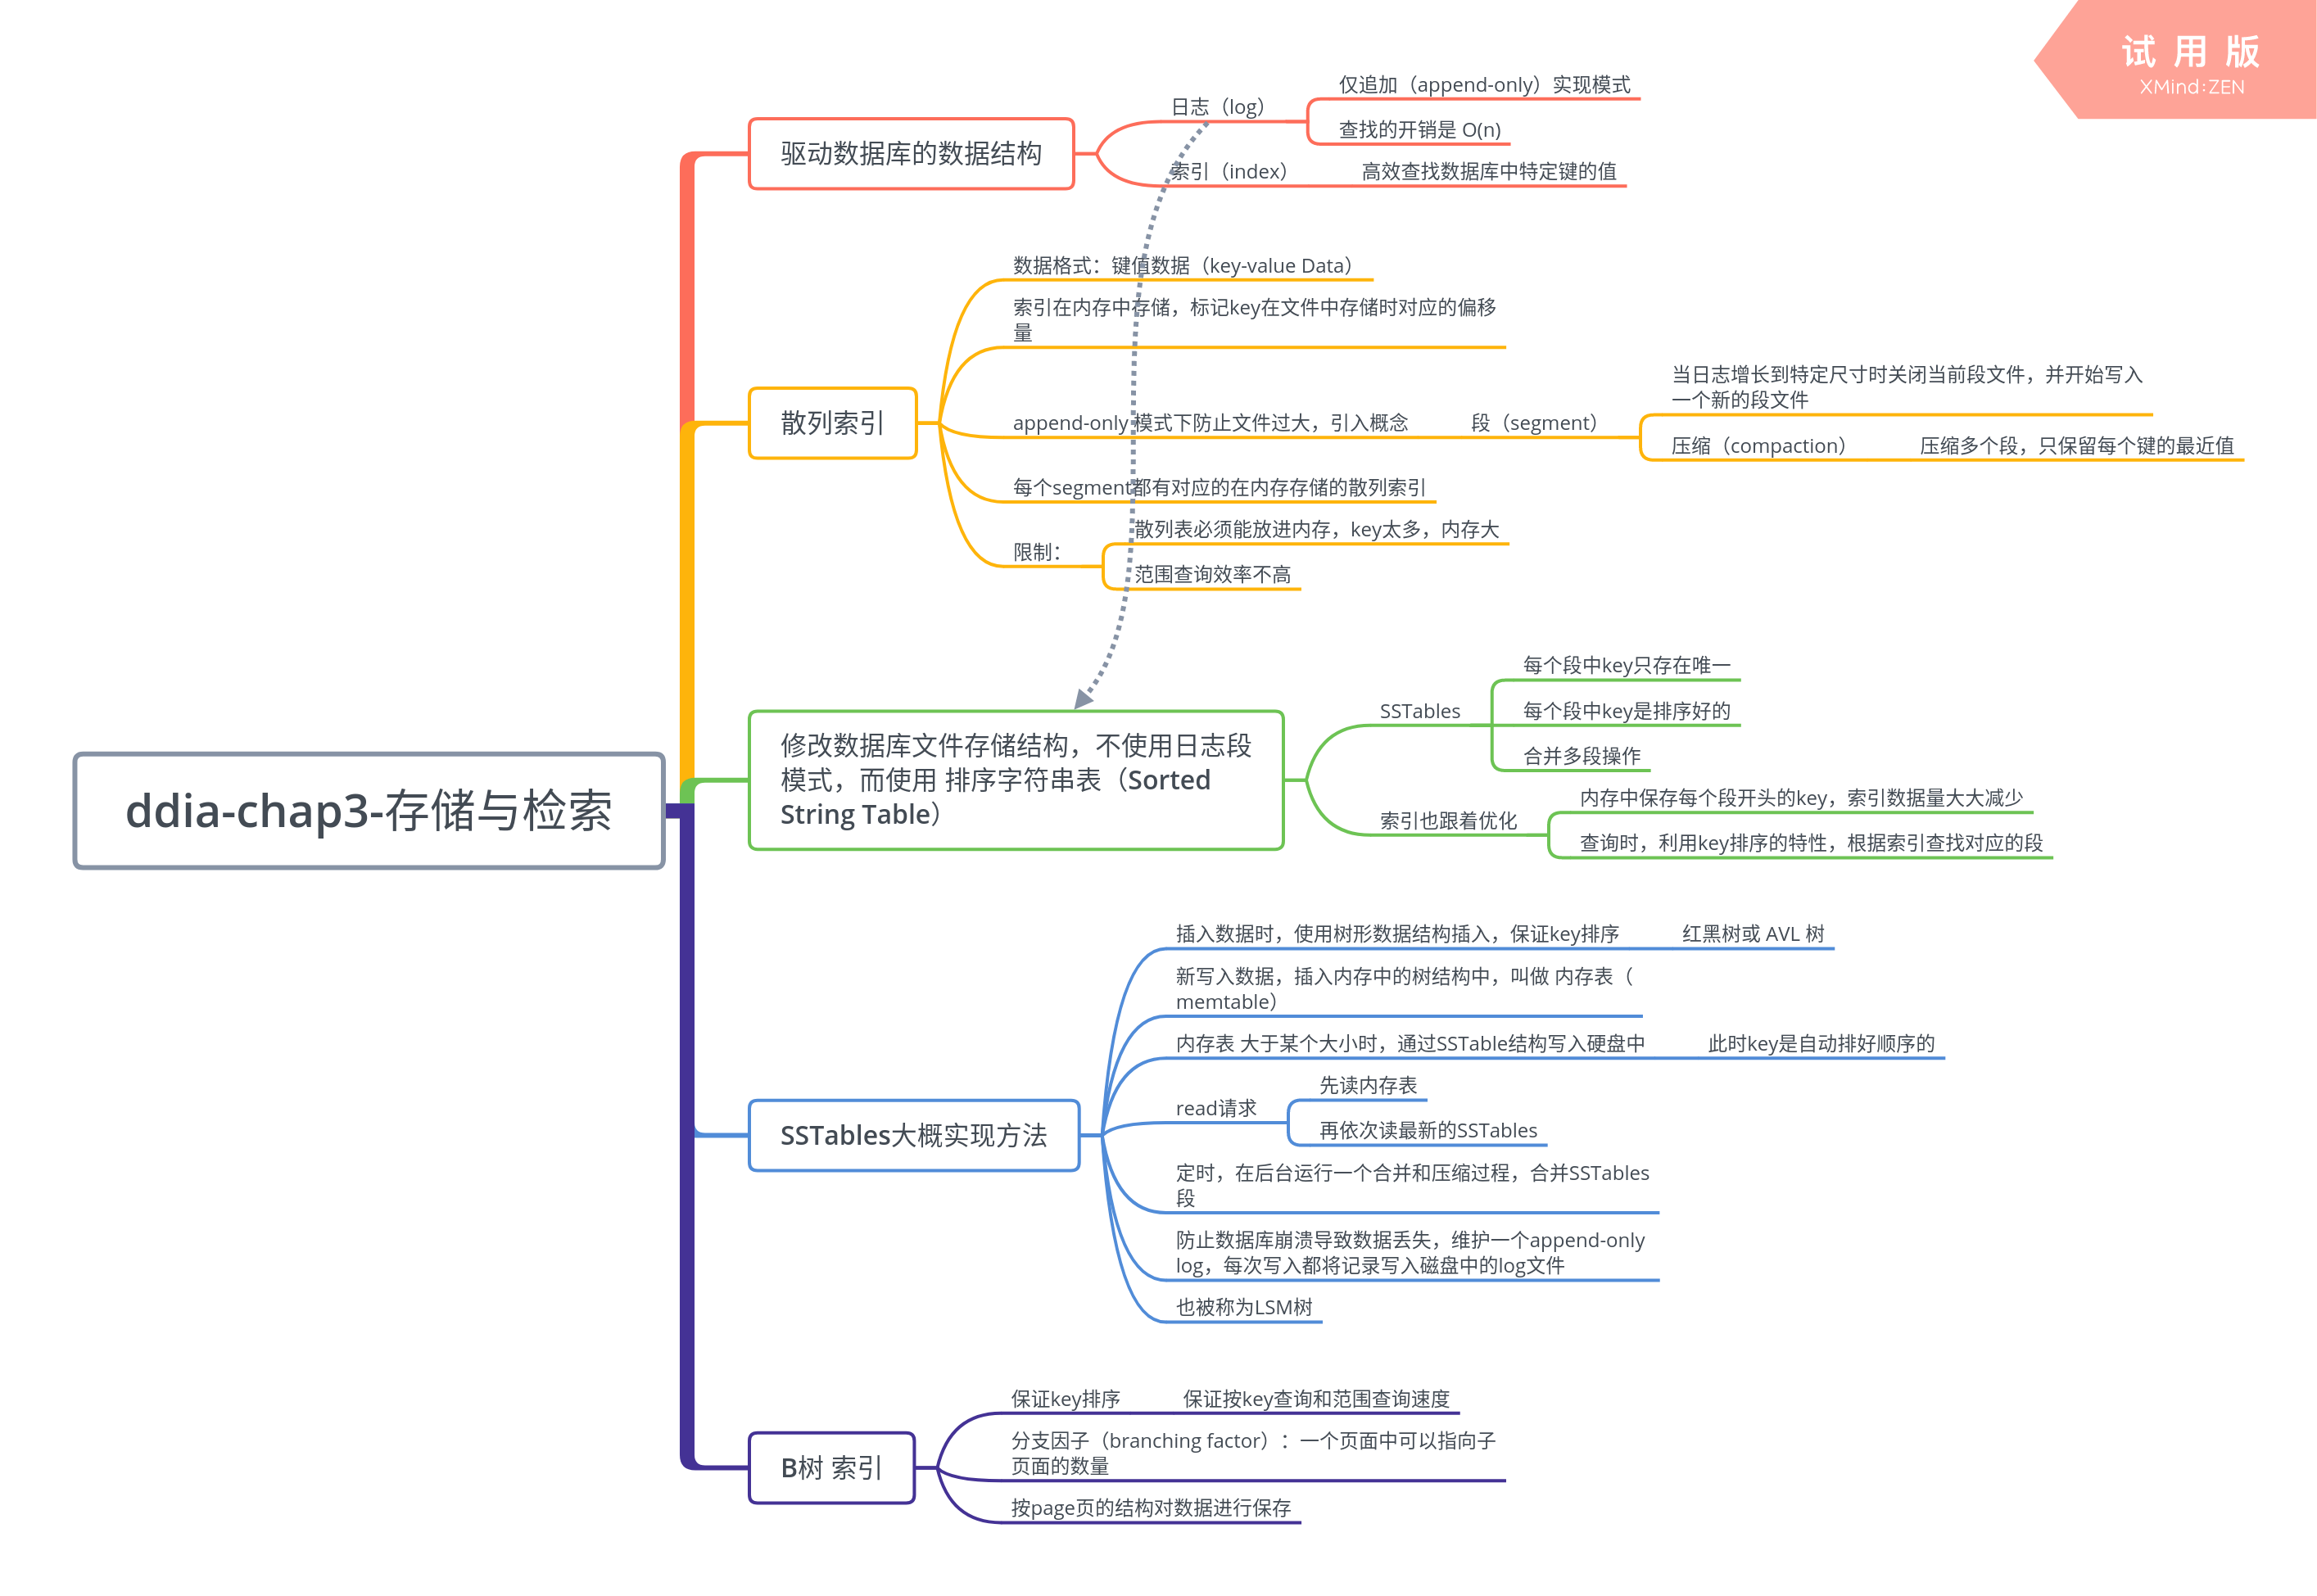 试用版
XMind:ZEN
ddia-chap3-存储与检索
驱动数据库的数据结构
日志（log）
仅追加（append-only）实现模式
查找的开销是 O(n)
索引（index）
高效查找数据库中特定键的值
散列索引
数据格式：键值数据（key-value Data）
索引在内存中存储，标记key在文件中存储时对应的偏移
量
append-only 模式下防止文件过大，引入概念
段（segment）
当日志增长到特定尺寸时关闭当前段文件，并开始写入
一个新的段文件
压缩（compaction）
压缩多个段，只保留每个键的最近值
每个segment都有对应的在内存存储的散列索引
限制：
散列表必须能放进内存，key太多，内存大
范围查询效率不高
修改数据库文件存储结构，不使用日志段
模式，而使用 排序字符串表（Sorted
String Table）
SSTables
每个段中key只存在唯一
每个段中key是排序好的
合并多段操作
索引也跟着优化
内存中保存每个段开头的key，索引数据量大大减少
查询时，利用key排序的特性，根据索引查找对应的段
SSTables大概实现方法
插入数据时，使用树形数据结构插入，保证key排序
红黑树或 AVL 树
新写入数据，插入内存中的树结构中，叫做 内存表（
memtable）
内存表 大于某个大小时，通过SSTable结构写入硬盘中
此时key是自动排好顺序的
read请求
先读内存表
再依次读最新的SSTables
定时，在后台运行一个合并和压缩过程，合并SSTables
段
防止数据库崩溃导致数据丢失，维护一个append-only
log，每次写入都将记录写入磁盘中的log文件
也被称为LSM树
B树 索引
保证key排序
保证按key查询和范围查询速度
分支因子（branching factor）：一个页面中可以指向子
页面的数量
按page页的结构对数据进行保存